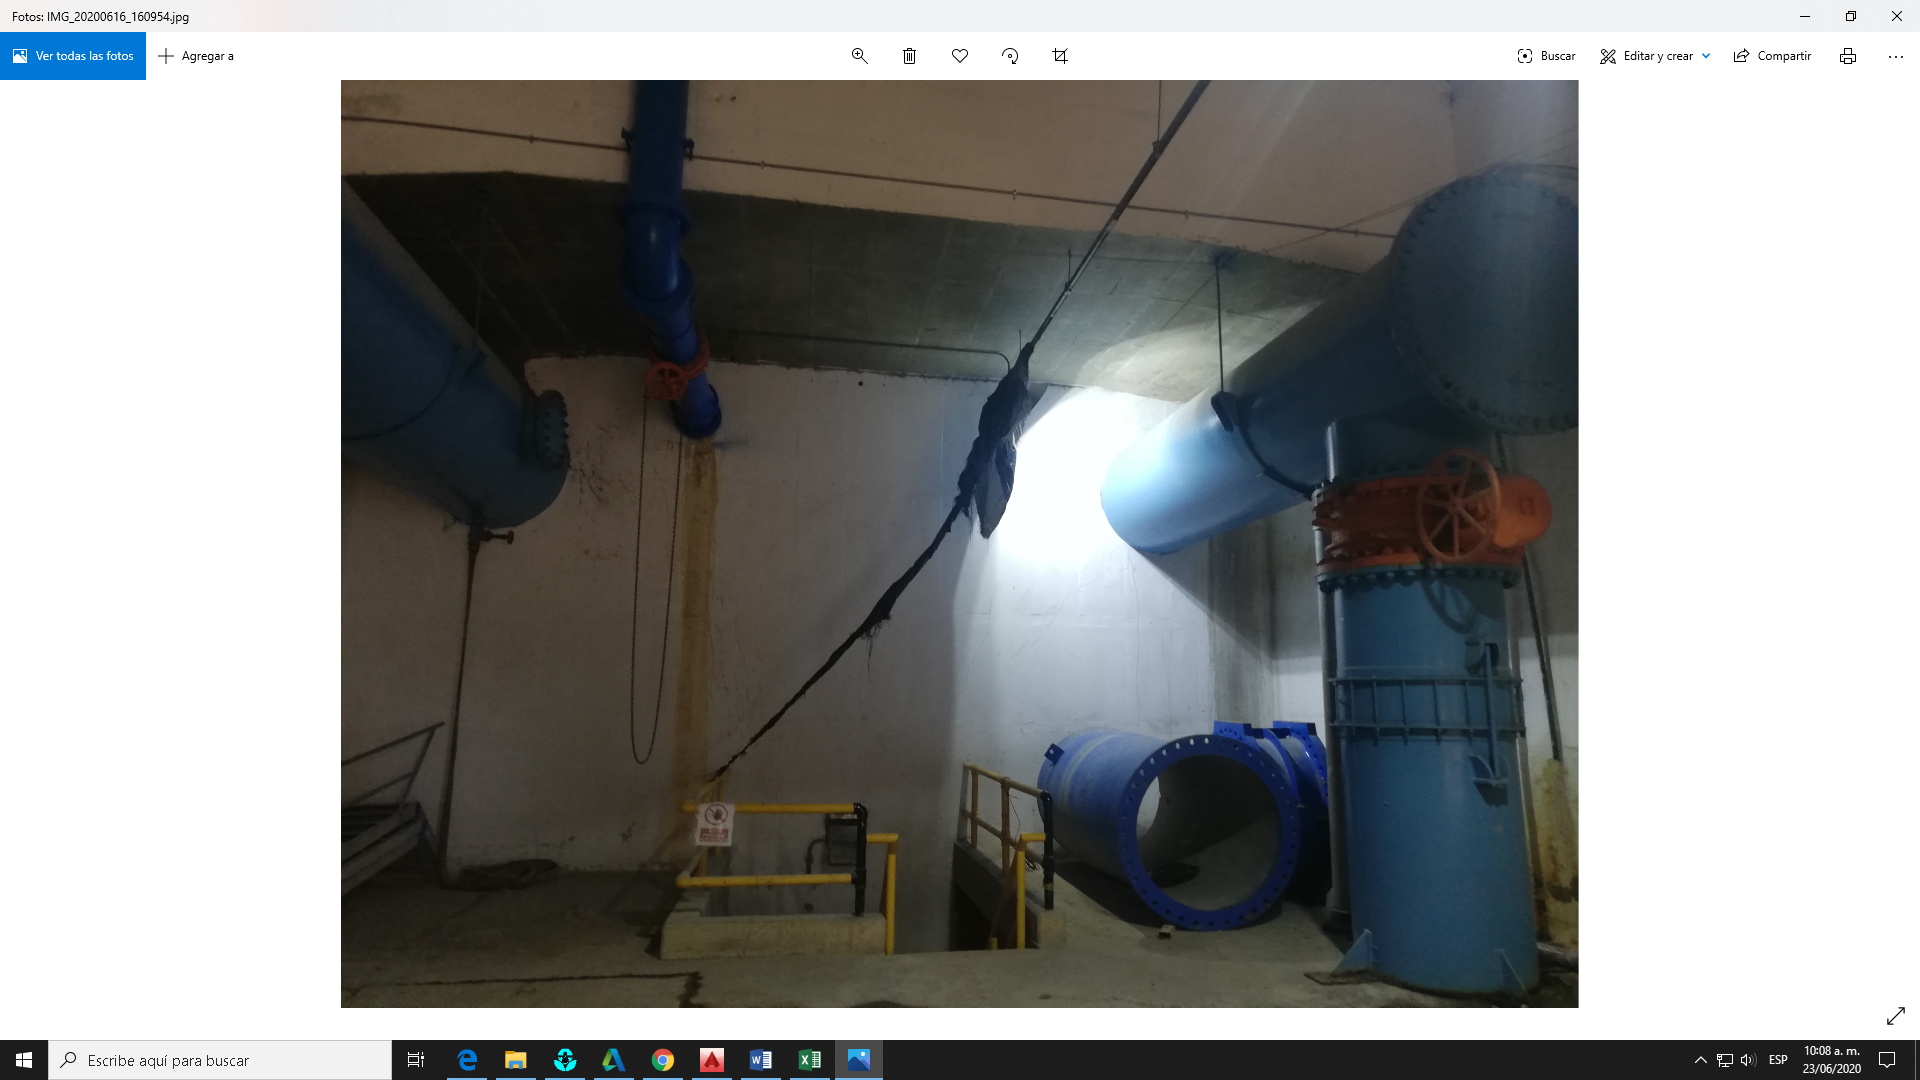 Fotos: IMG_20200616_160954.jpg
Ver todas las fotos
Agregar a
Buscar
Editar y crear
Compartir
Escribe aquí para buscar
ESP
10:08 a. m.
23/06/2020